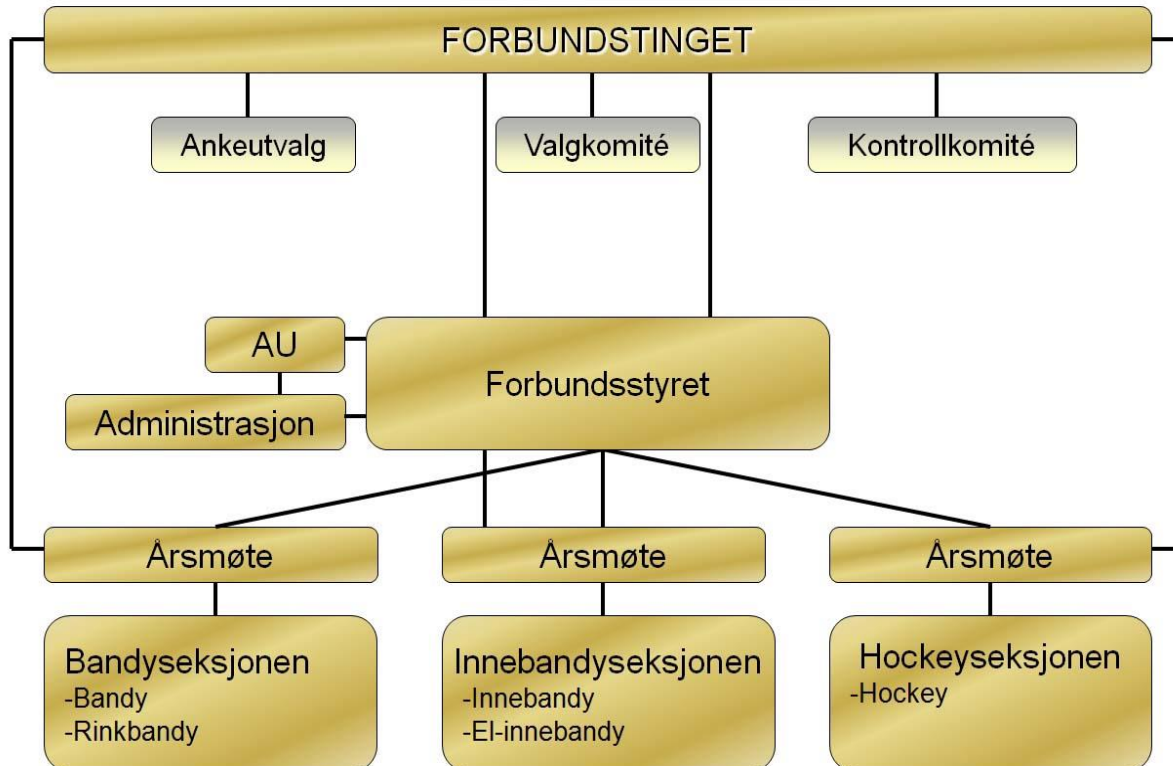 FORBUNDSTINGET
Ankeutvalg
Valgkomité
Kontrollkomité
AU
Forbundsstyret
Administrasjon
Årsmøte
Årsmøte
Årsmøte
Bandyseksjonen
-Bandy
-Rinkbandy
Innebandyseksjonen
-Innebandy
-El-innebandy
Hockeyseksjonen
-Hockey